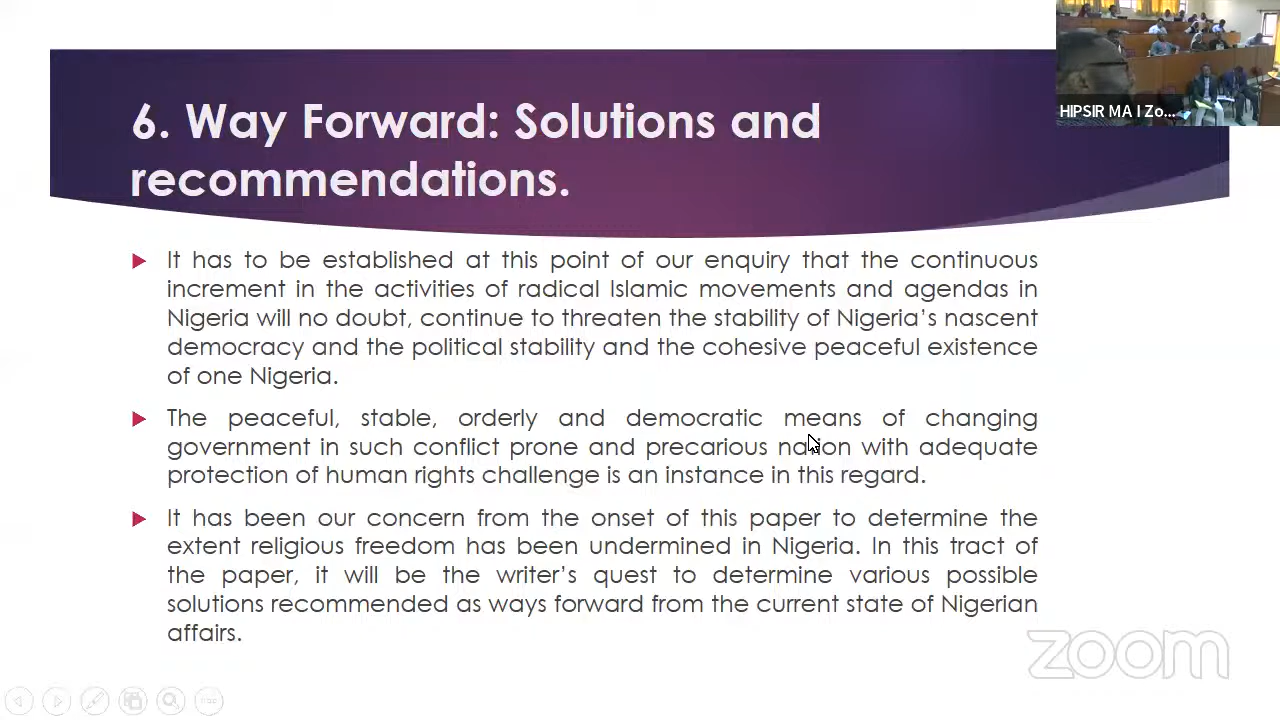 6. Way Forward: Solutions and
recommendations.
HIPSIR MA I Zo...
It has to be established at this point of our enquiry that the continuous
increment in the activities of radical Islamic movements and agendas in
Nigeria will no doubt, continue to threaten the stability of Nigeria’s nascent
democracy and the political stability and the cohesive peaceful existence
of one Nigeria.
The peaceful, stable, orderly and democratic means of changing
government in such conflict prone and precarious nation with adequate
protection of human rights challenge is an instance in this regard.
It has been our concern from the onset of this paper to determine the
extent religious freedom has been undermined in Nigeria. In this tract of
the paper, it will be the writer’s quest to determine various possible
solutions recommended as ways forward from the current state of Nigerian
affairs.
zoom